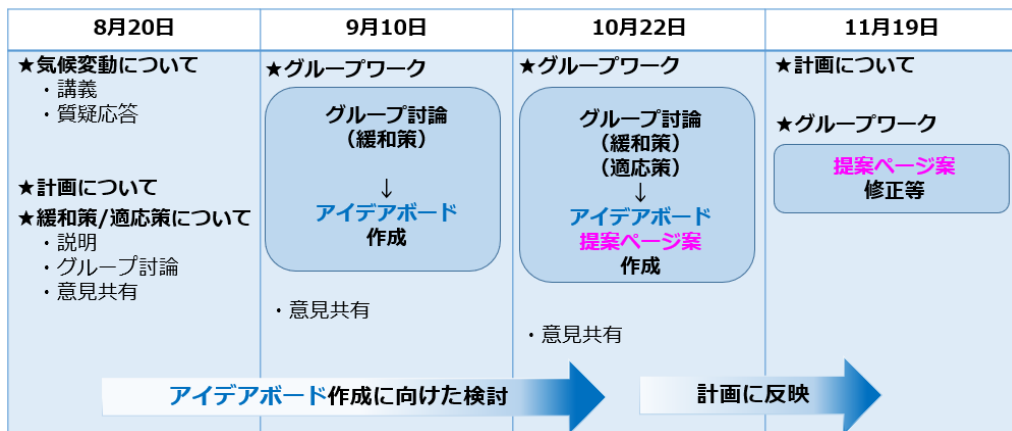 8月20日
★気候変動について
・講義
・質疑応答
★計画について
★緩和策/適応策について
・説明
・グループ討論
・意見共有
9月10日
★グループワーク
グループ討論
（緩和策）
↓
アイデアボード
作成
・意見共有
10月22日
★グループワーク
グループ討論
（緩和策）
（適応策）
↓
アイデアボード
提案ページ案
作成
・意見共有
11月19日
★計画について
★グループワーク
提案ページ案
修正等
アイデアボード作成に向けた検討
計画に反映